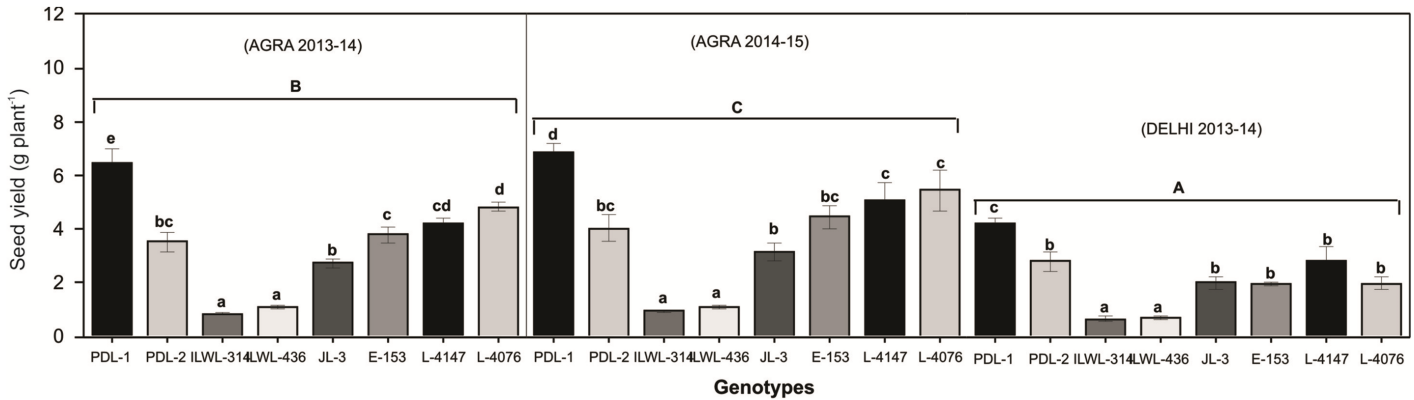 12
10
8
6
4
2
0
Seed yield (g plant-1)
(AGRA 2013-14)
B
e
bc
a
a
b
c
cd
d
(AGRA 2014-15)
C
d
bc
a
a
b
bc
c
c
(DELHI 2013-14)
A
c
b
a
a
b
b
b
b
PDL-1 PDL-2 ILWL-314 ILWL-436 JL-3 E-153 L-4147 L-4076 PDL-1 PDL-2 ILWL-314 ILWL-436 JL-3 E-153 L-4147 L-4076 PDL-1 PDL-2 ILWL-314 ILWL-436 JL-3 E-153 L-4147 L-4076
Genotypes